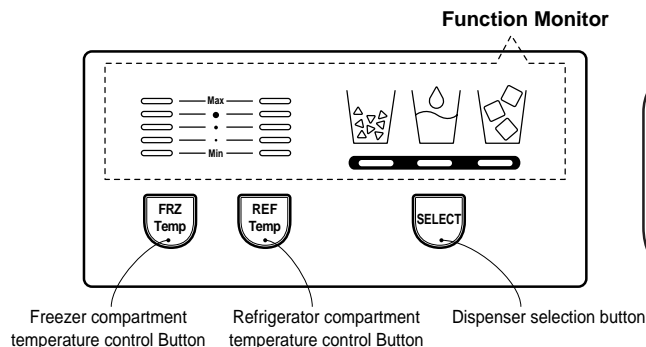 Function Monitor
Max
Min
FRZ
Temp
REF
Temp
SELECT
Freezer compartment
temperature control Button
Refrigerator compartment
temperature control Button
Dispenser selection button